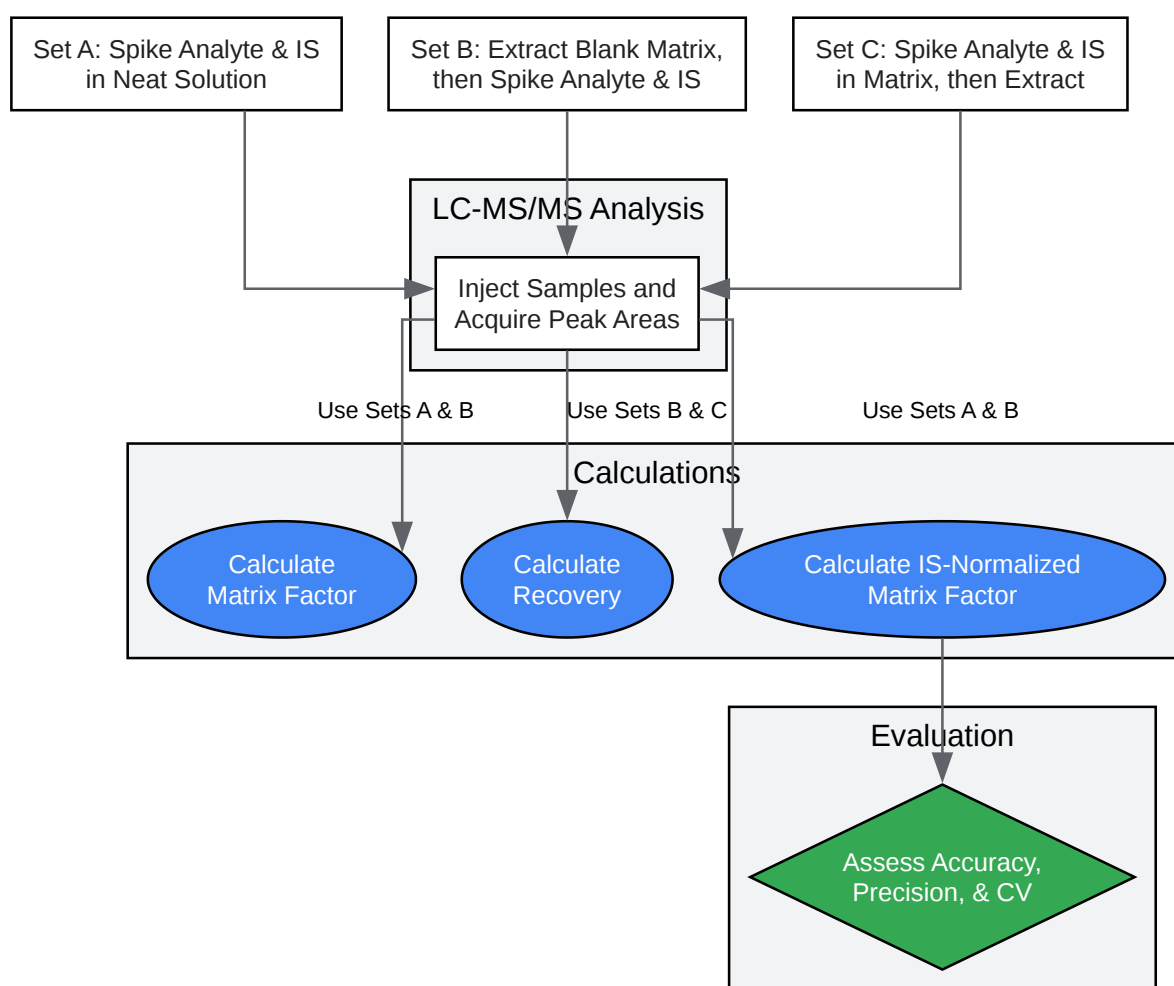 Set A: Spike Analyte & IS
in Neat Solution
Set B: Extract Blank Matrix,
then Spike Analyte & IS
Set C: Spike Analyte & IS
in Matrix, then Extract
LC-MS/MS Analysis
Inject Samples and
Acquire Peak Areas
Use Sets A & B
Use Sets B & C
Use Sets A & B
Calculations
Calculate
Matrix Factor
Calculate
Recovery
Calculate IS-Normalized
Matrix Factor
Evaluation
Assess Accuracy,
Precision, & CV